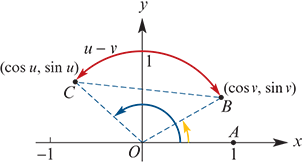 y
u – v
1
(cos u, sin u)
C
(cos v, sin v)
B
A
x
–1
O
1